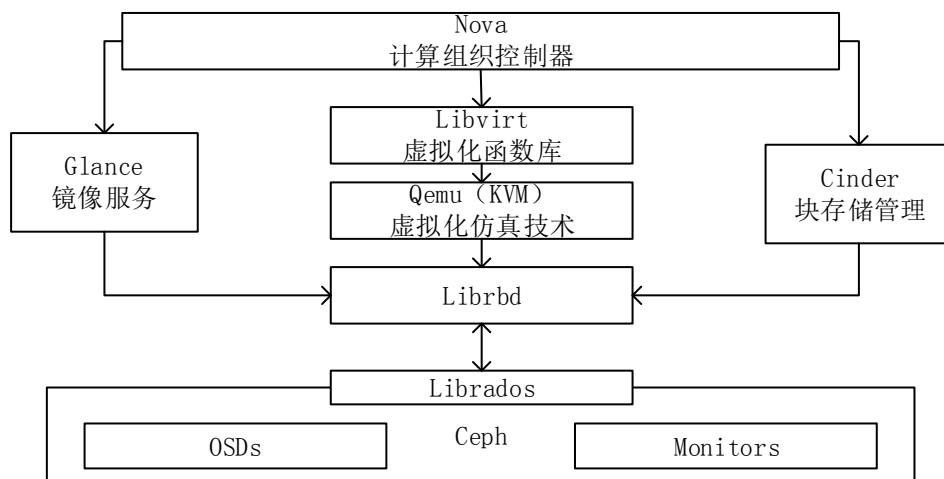 Nova
计算组织控制器
Libvirt
虚拟化函数库
Glance
镜像服务
Qemu（KVM）
虚拟化仿真技术
Cinder
块存储管理
Librbd
Librados
Ceph
OSDs
Monitors